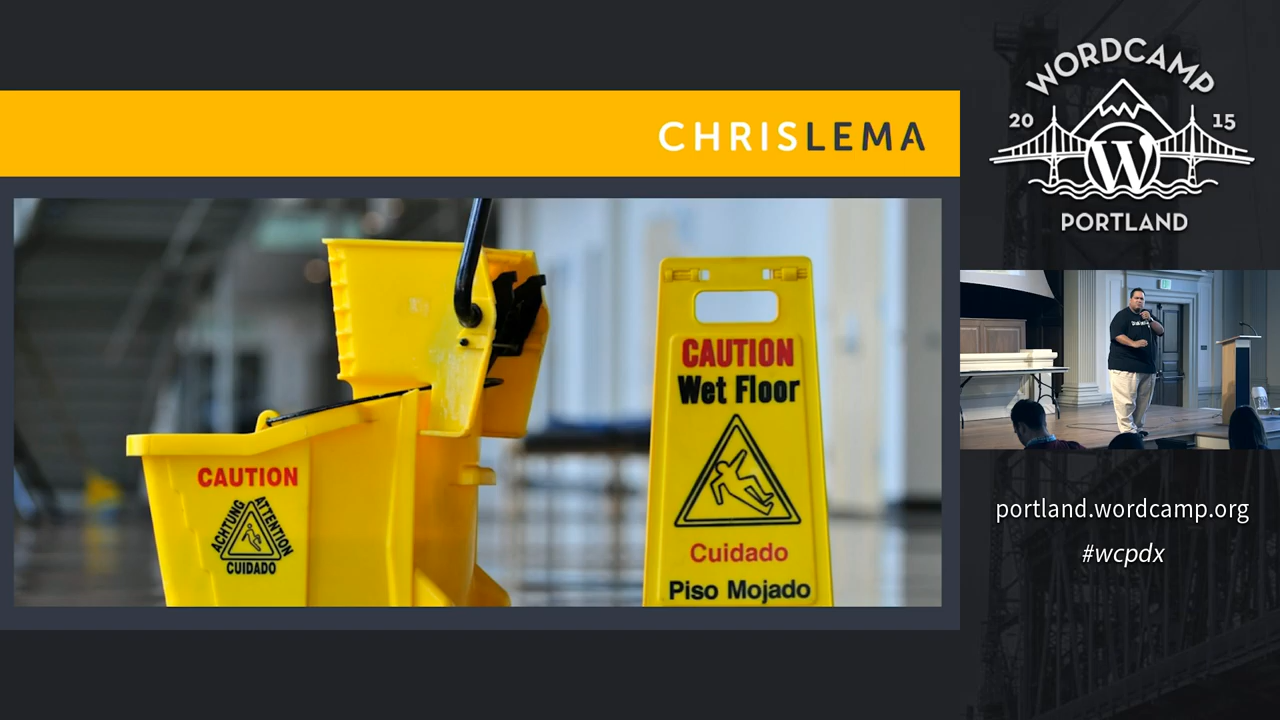 CHRISLEMA
CAUTION
ACHTUNG
ATTENTION
CUIDADO
CAUTION
Wet Floor
Cuidado
Piso Mojado
WORDCAMP
20 15
W
PORTLAND
portland.wordcamp.org
#wcpdx